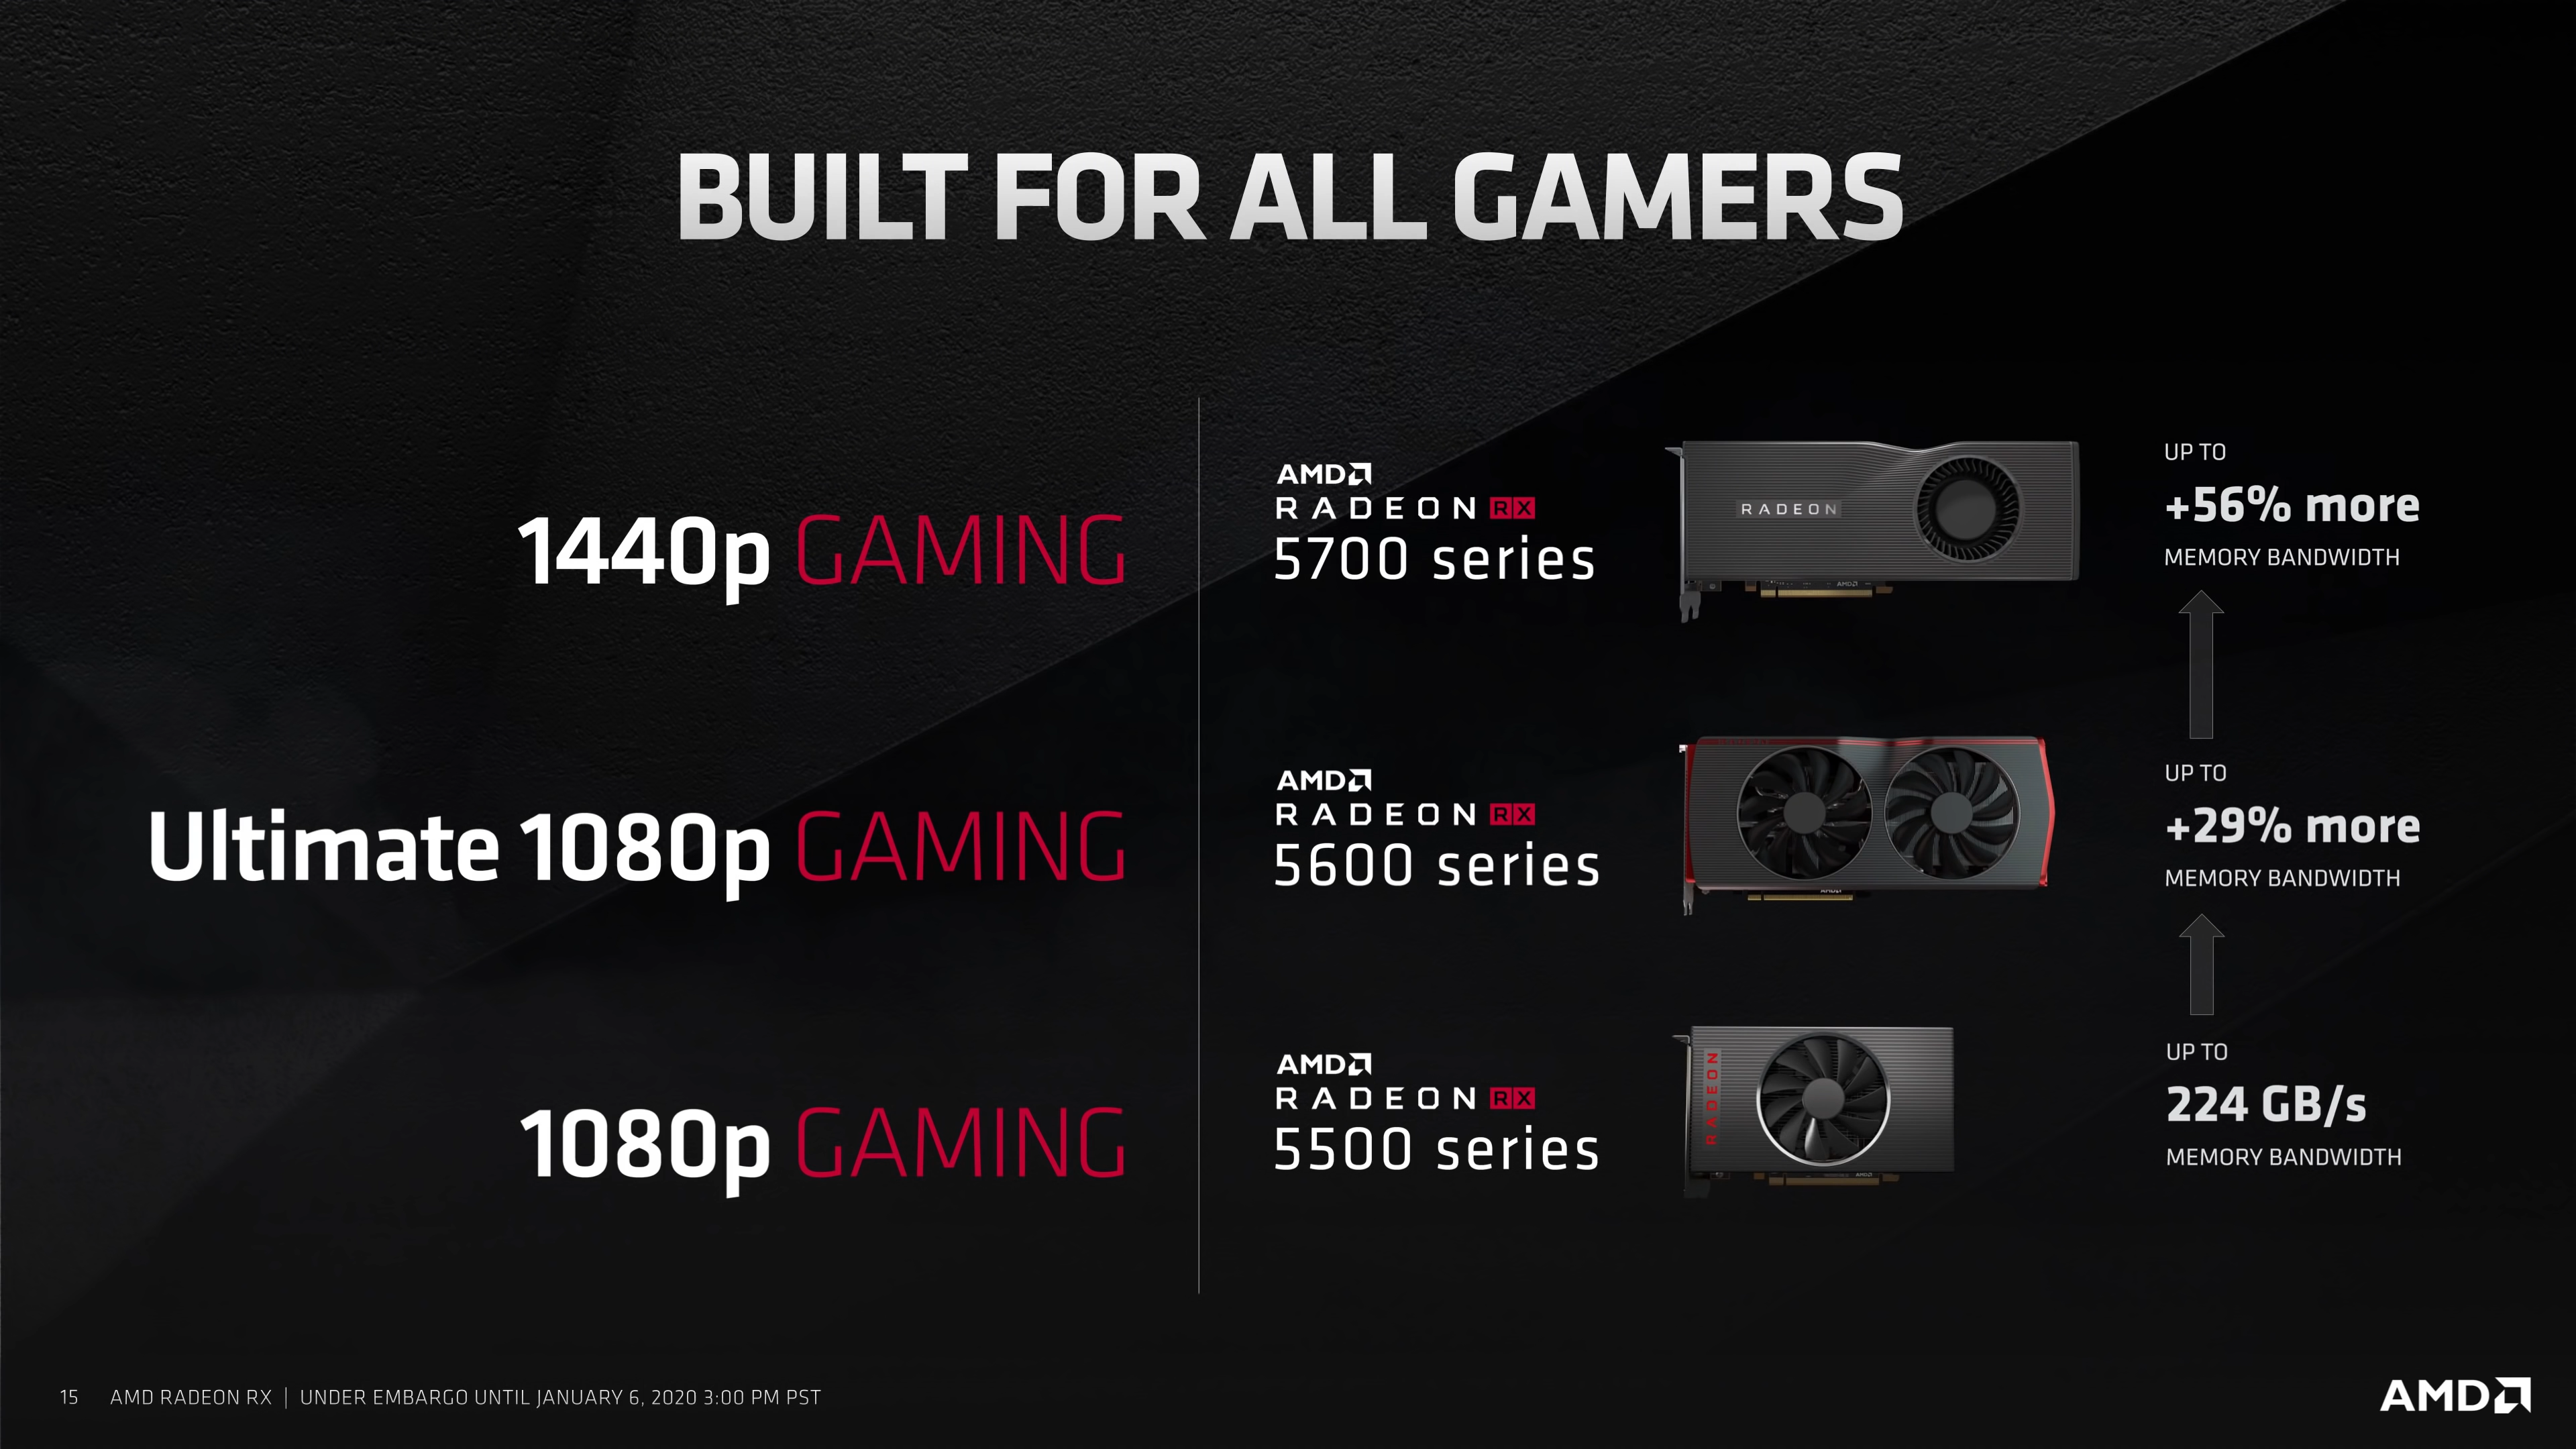 BUILT FOR ALL GAMERS
1440p GAMING
AMD
RADEON RX
5700 series
RADEON
AMD
UP TO
+56% more
MEMORY BANDWIDTH
Ultimate 1080p GAMING
AMD
RADEON RX
5600 series
AMD
UP TO
+29% more
MEMORY BANDWIDTH
1080p GAMING
AMD
RADEON RX
5500 series
RADEON
AMD
UP TO
224 GB/s
MEMORY BANDWIDTH
15 AMD RADEON RX | UNDER EMBARGO UNTIL JANUARY 6, 2020 3:00 PM PST
AMD